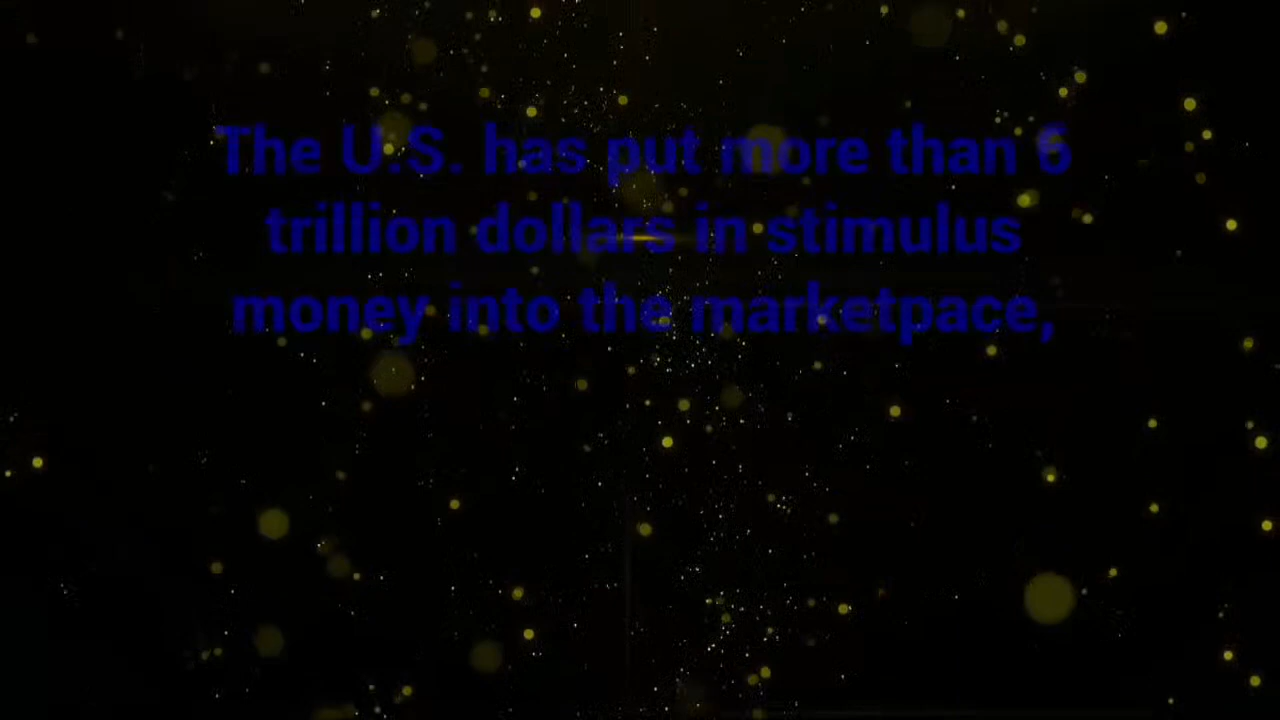 The U.S. has put more than 6
trillion dollars in stimulus
money into the marketpace,